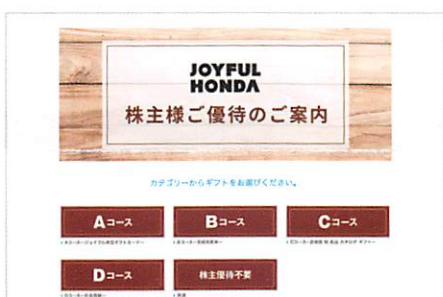 JOYFUL
HONDA
株主様ご優待のご案内
カテゴリーからギフトをお選びください。
Aコース
Bコース
Cコース
Dコース
株主優待不要